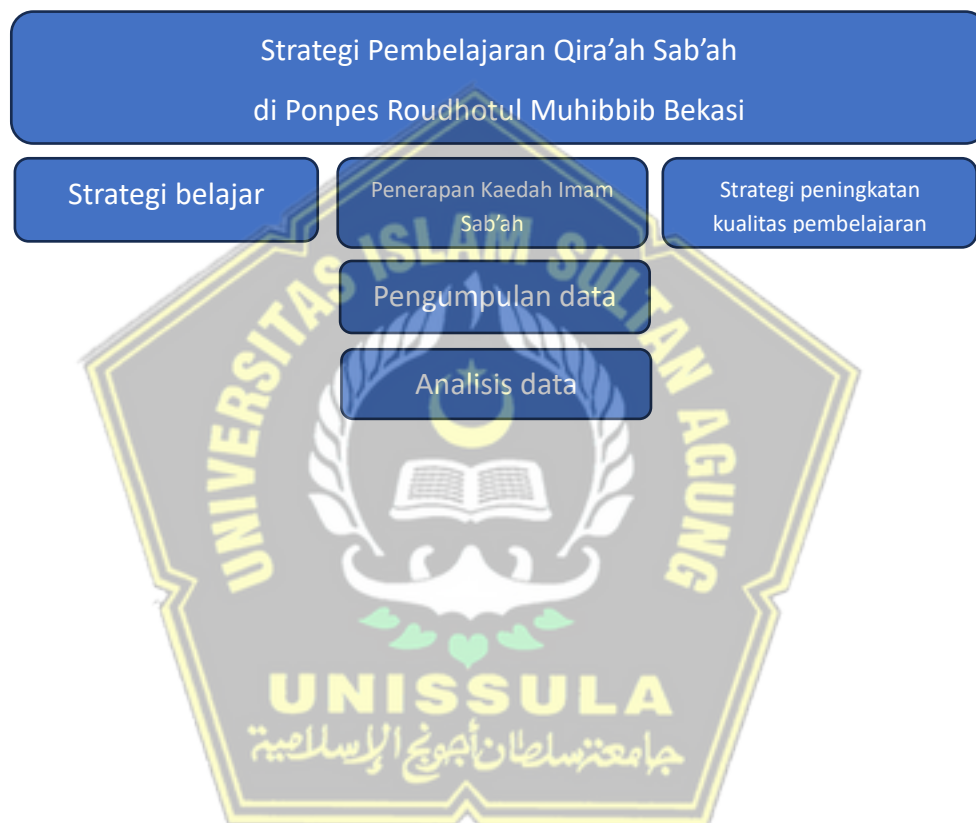 Strategi Pembelajaran Qira’ah Sab’ah
di Ponpes Roudhotul Muhibbib Bekasi
Strategi belajar
Penerapan Kaedah Imam
Sab’ah
Strategi peningkatan
kualitas pembelajaran
Pengumpulan data
Analisis data
UNIVERSITAS ISLAM SULTAN AGUNG
UNISSULA
جامعة سلطان أجونج الإسلامية